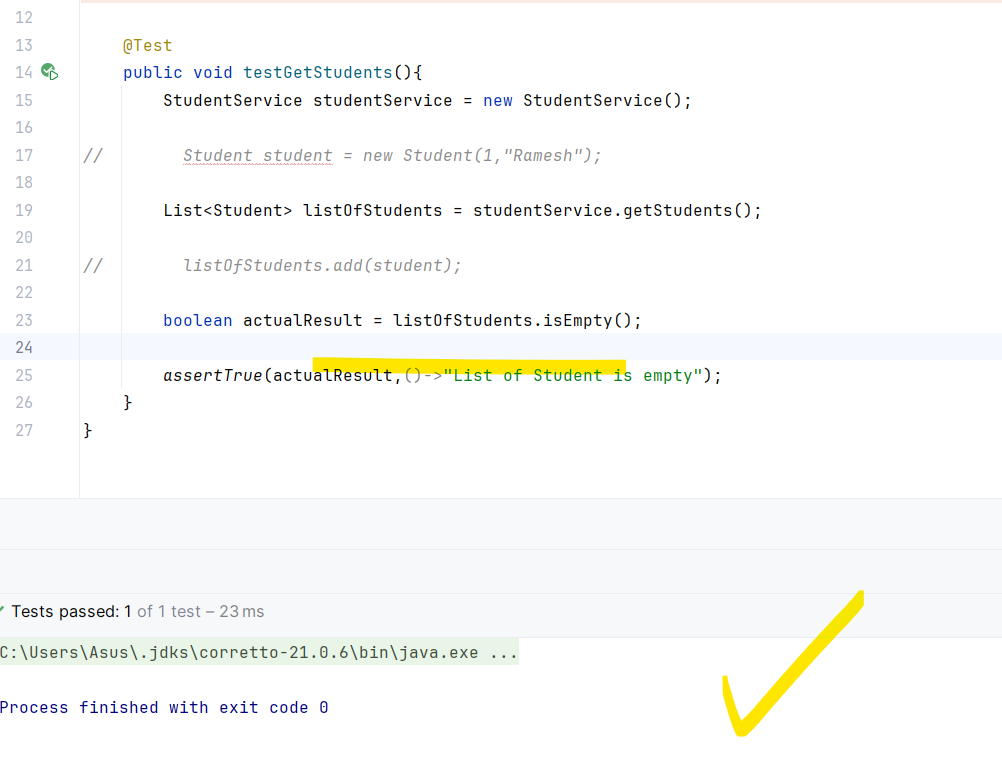 12
13 @Test
14 public void testGetStudents(){
15 StudentService studentService = new StudentService();
16
17 // Student student = new Student(1,"Ramesh");
18
19 List<Student> listOfStudents = studentService.getStudents();
20
21 // listOfStudents.add(student);
22
23 boolean actualResult = listOfStudents.isEmpty();
24
25 assertTrue(actualResult,()->"List of Student is empty");
26 }
27 }
Tests passed: 1 of 1 test – 23 ms
C:\Users\Asus\.jdks\corretto-21.0.6\bin\java.exe ...
Process finished with exit code 0